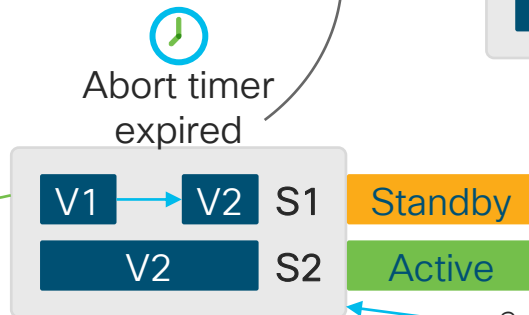 Abort timer
expired
V1 V2 S1 Standby
V2 S2 Active